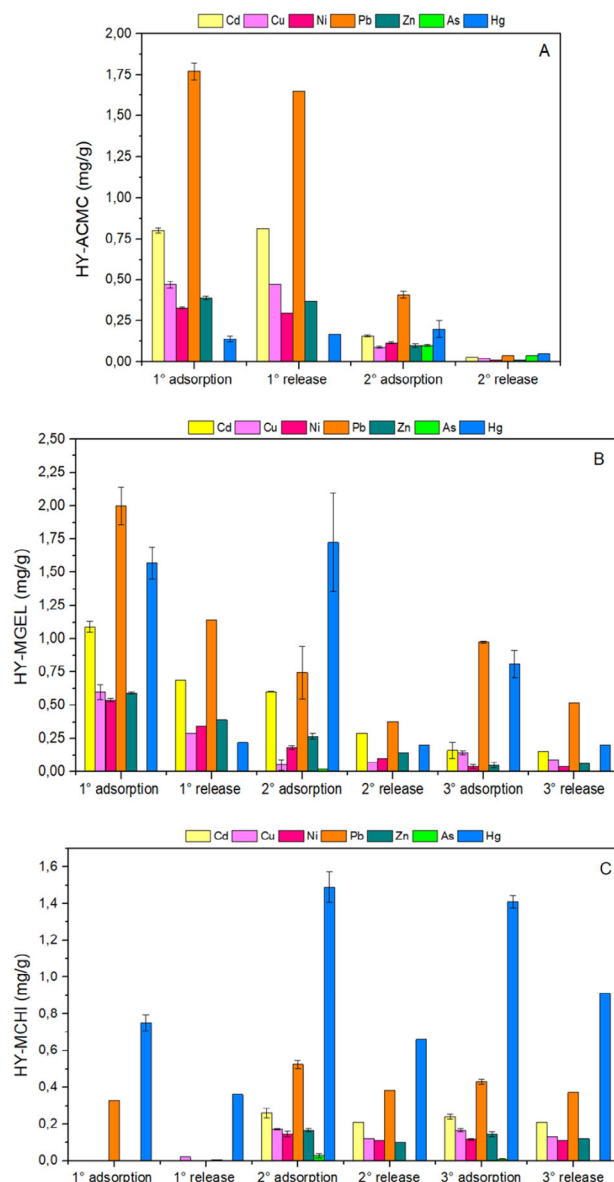 Cd Cu Ni Pb Zn As Hg
A
2,00
1,75
1,50
1,25
1,00
0,75
0,50
0,25
0,00
HY-ACMC (mg/g)
1° adsorption 1° release 2° adsorption 2° release
Cd Cu Ni Pb Zn As Hg
B
2,50
2,25
2,00
1,75
1,50
1,25
1,00
0,75
0,50
0,25
0,00
HY-MGEL (mg/g)
1° adsorption 1° release 2° adsorption 2° release 3° adsorption 3° release
Cd Cu Ni Pb Zn As Hg
C
1,6
1,4
1,2
1,0
0,8
0,6
0,4
0,2
0,0
HY-MCHI (mg/g)
1° adsorption 1° release 2° adsorption 2° release 3° adsorption 3° release